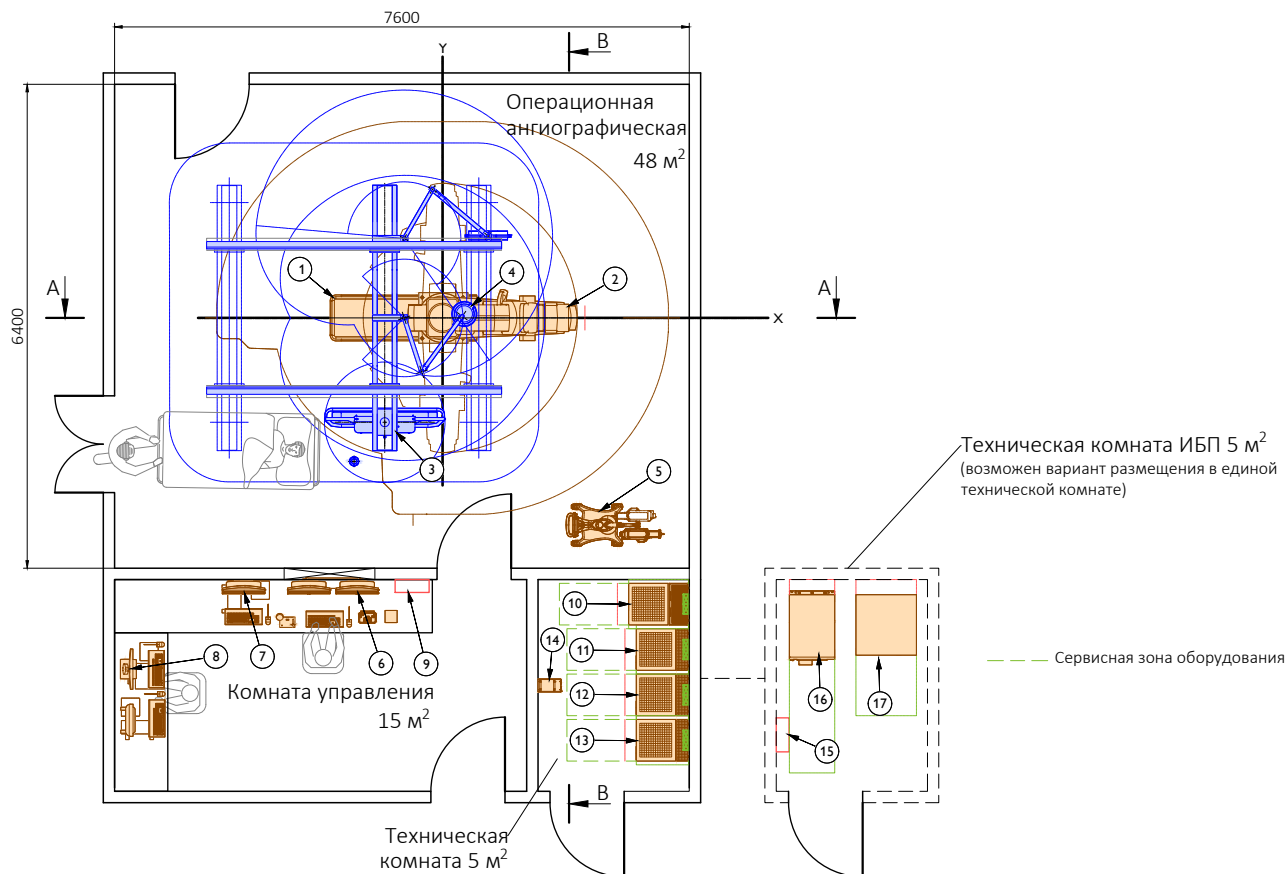 7600
B
Y
Операционная
ангиографическая
48 м²
6400
1
4
2
A
A
X
3
5
Техническая комната ИБП 5 м²
(возможен вариант размещения в единой
технической комнате)
10
14
11
8
7
6
9
12
16
17
Сервисная зона оборудования
Комната управления
15 м²
13
15
B
Техническая
комната 5 м²